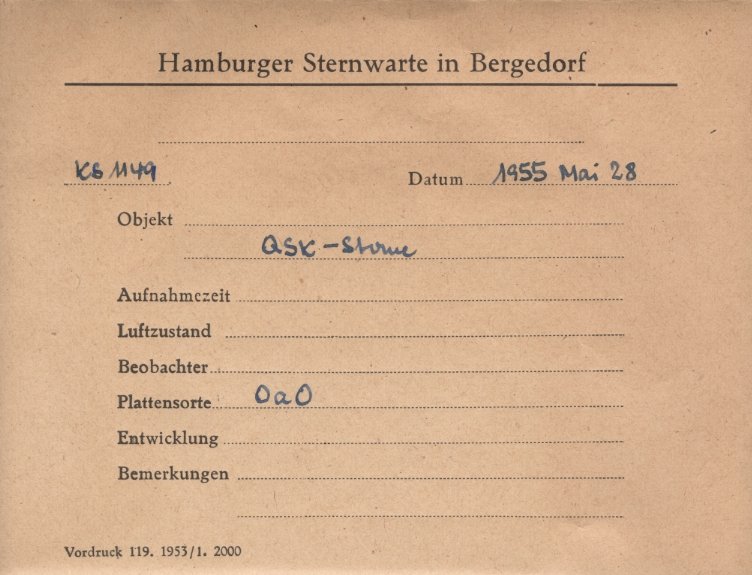 Hamburger Sternwarte in Bergedorf
KS 1149 Datum 1955 Mai 28
Objekt
QSK-Sterne
Aufnahmezeit
Luftzustand
Beobachter
Plattensorte OaO
Entwicklung
Bemerkungen
Vordruck 119. 1953/1. 2000